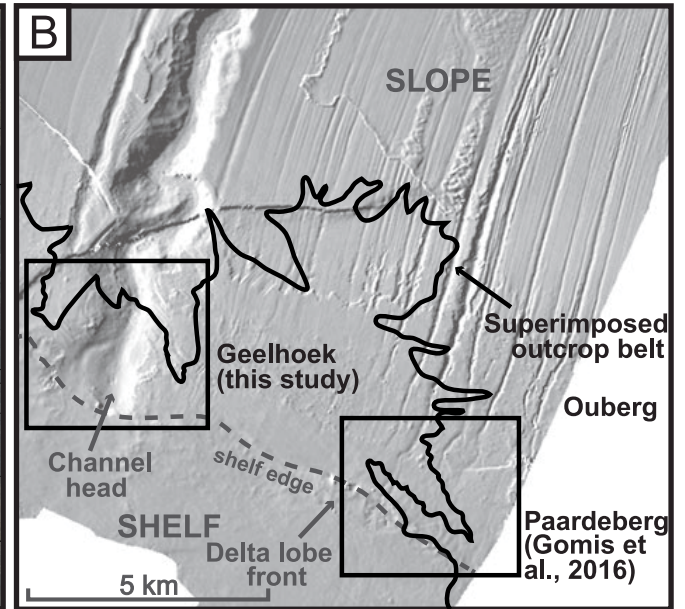 B
SLOPE
Superimposed
outcrop belt
Geelhoek
(this study)
Ouberg
Channel
head
shelf edge
SHELF
Delta lobe
front
Paardeberg
(Gomis et
al., 2016)
5 km